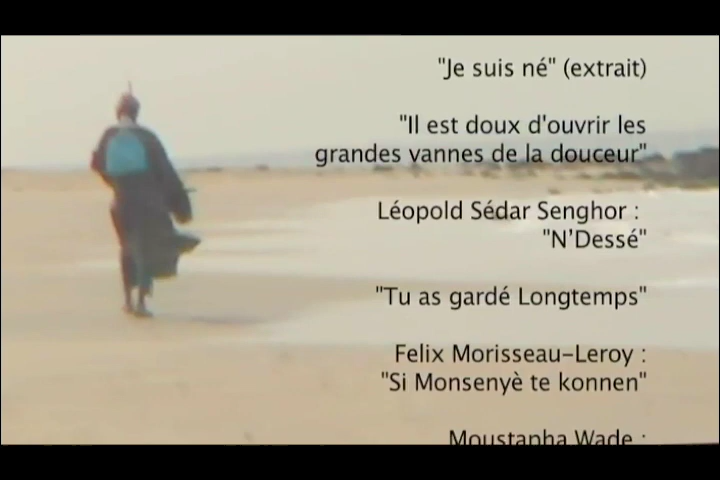 "Je suis né" (extrait)
"Il est doux d'ouvrir les
grandes vannes de la douceur"
Léopold Sédar Senghor :
"N'Dessé"
"Tu as gardé Longtemps"
Felix Morisseau-Leroy :
"Si Monsenyè te konnen"
Moustapha Wade :